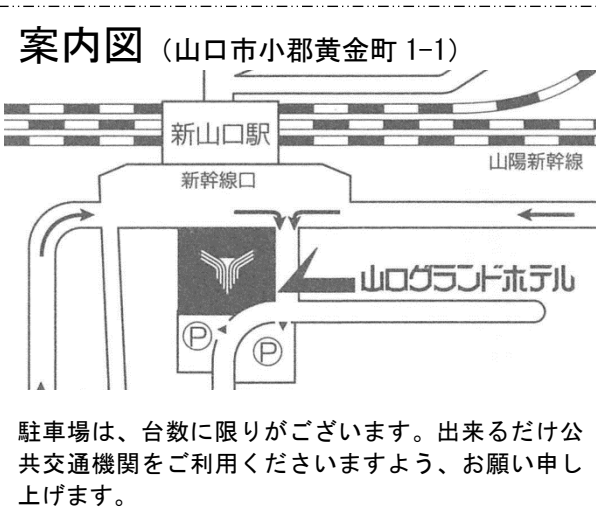 案内図（山口市小郡黄金町 1-1）
新山口駅
山陽新幹線
新幹線口
山口グランドホテル
P
P
駐車場は、台数に限りがございます。出来るだけ公
共交通機関をご利用くださいますよう、お願い申し
上げます。